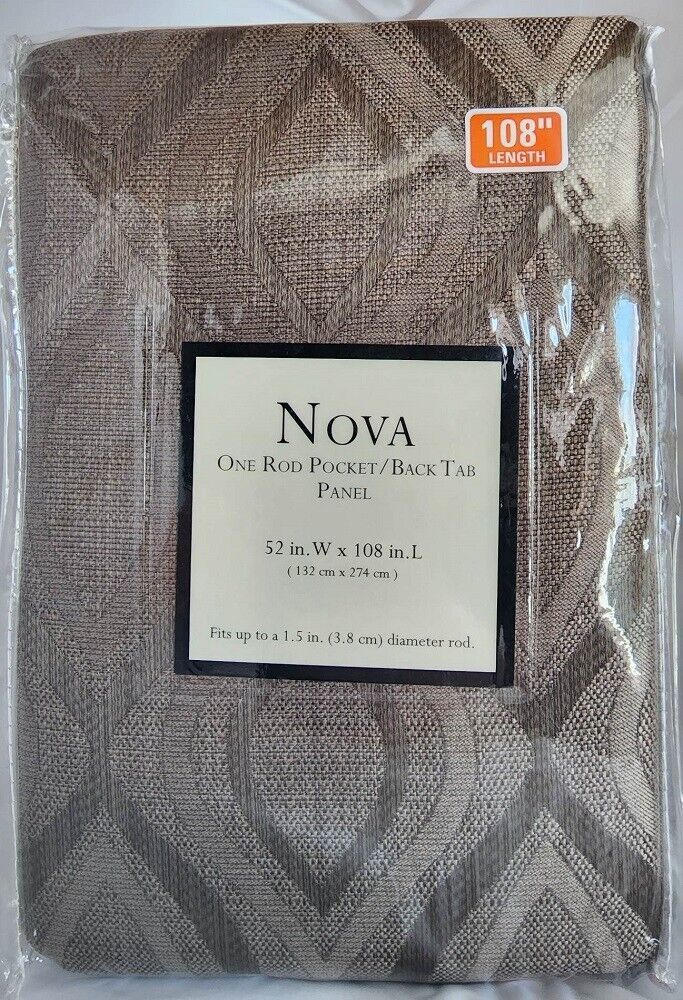 108"
LENGTH
NOVA
ONE ROD POCKET/BACK TAB
PANEL
52 in.W x 108 in.L
( 132 cm x 274 cm )
Fits up to a 1.5 in. (3.8 cm) diameter rod.